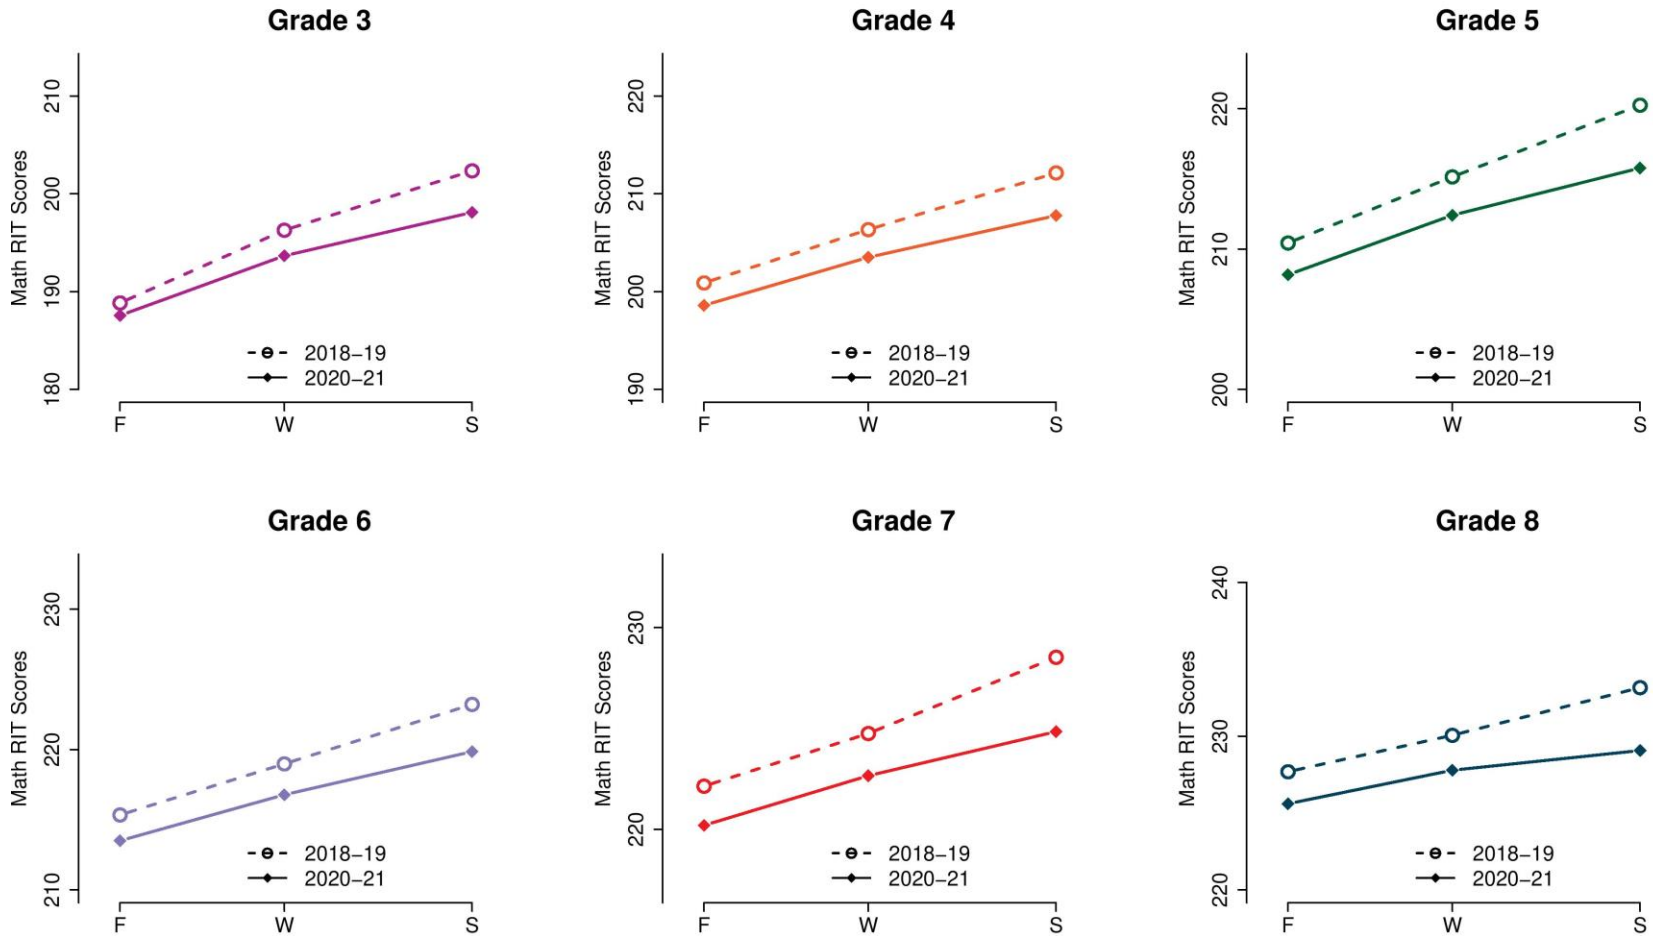 Grade 3
Math RIT Scores
210
200
190
180
2018–19
2020–21
F W S
Grade 4
Math RIT Scores
220
210
200
190
2018–19
2020–21
F W S
Grade 5
Math RIT Scores
220
210
200
2018–19
2020–21
F W S
Grade 6
Math RIT Scores
230
220
210
2018–19
2020–21
F W S
Grade 7
Math RIT Scores
230
220
2018–19
2020–21
F W S
Grade 8
Math RIT Scores
240
230
220
2018–19
2020–21
F W S